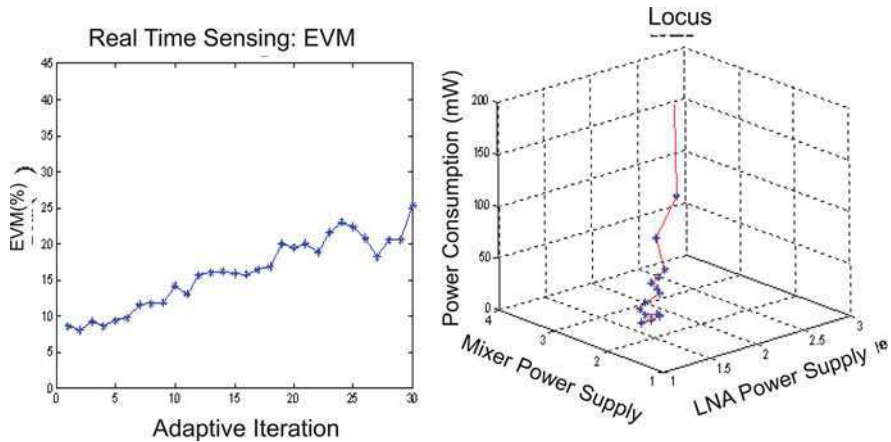 Real Time Sensing: EVM
45
40
35
30
25
20
15
10
5
0
EVM(%)
0 5 10 15 20 25 30
Adaptive Iteration
Locus
200
150
100
50
0
Power Consumption (mW)
4 3 2 1
Mixer Power Supply
1 1.5 2 2.5 3
LNA Power Supply